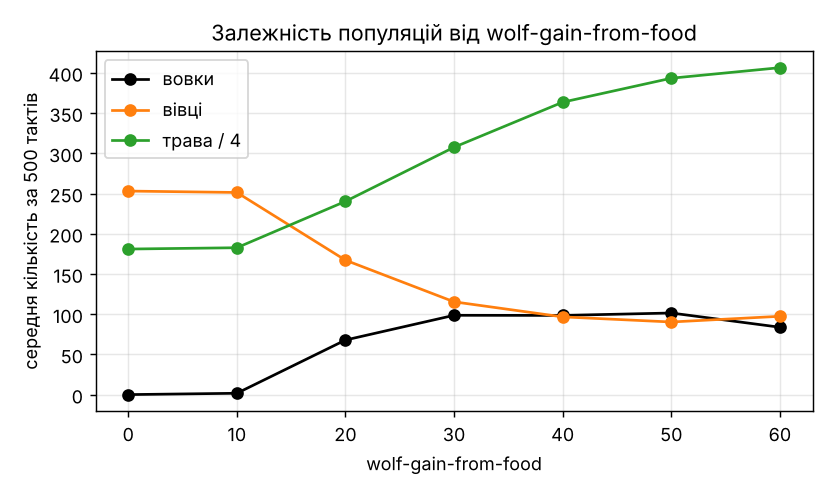 Залежність популяцій від wolf-gain-from-food
вовки
вівці
трава / 4
середня кількість за 500 тактів
400
350
300
250
200
150
100
50
0
0 10 20 30 40 50 60
wolf-gain-from-food